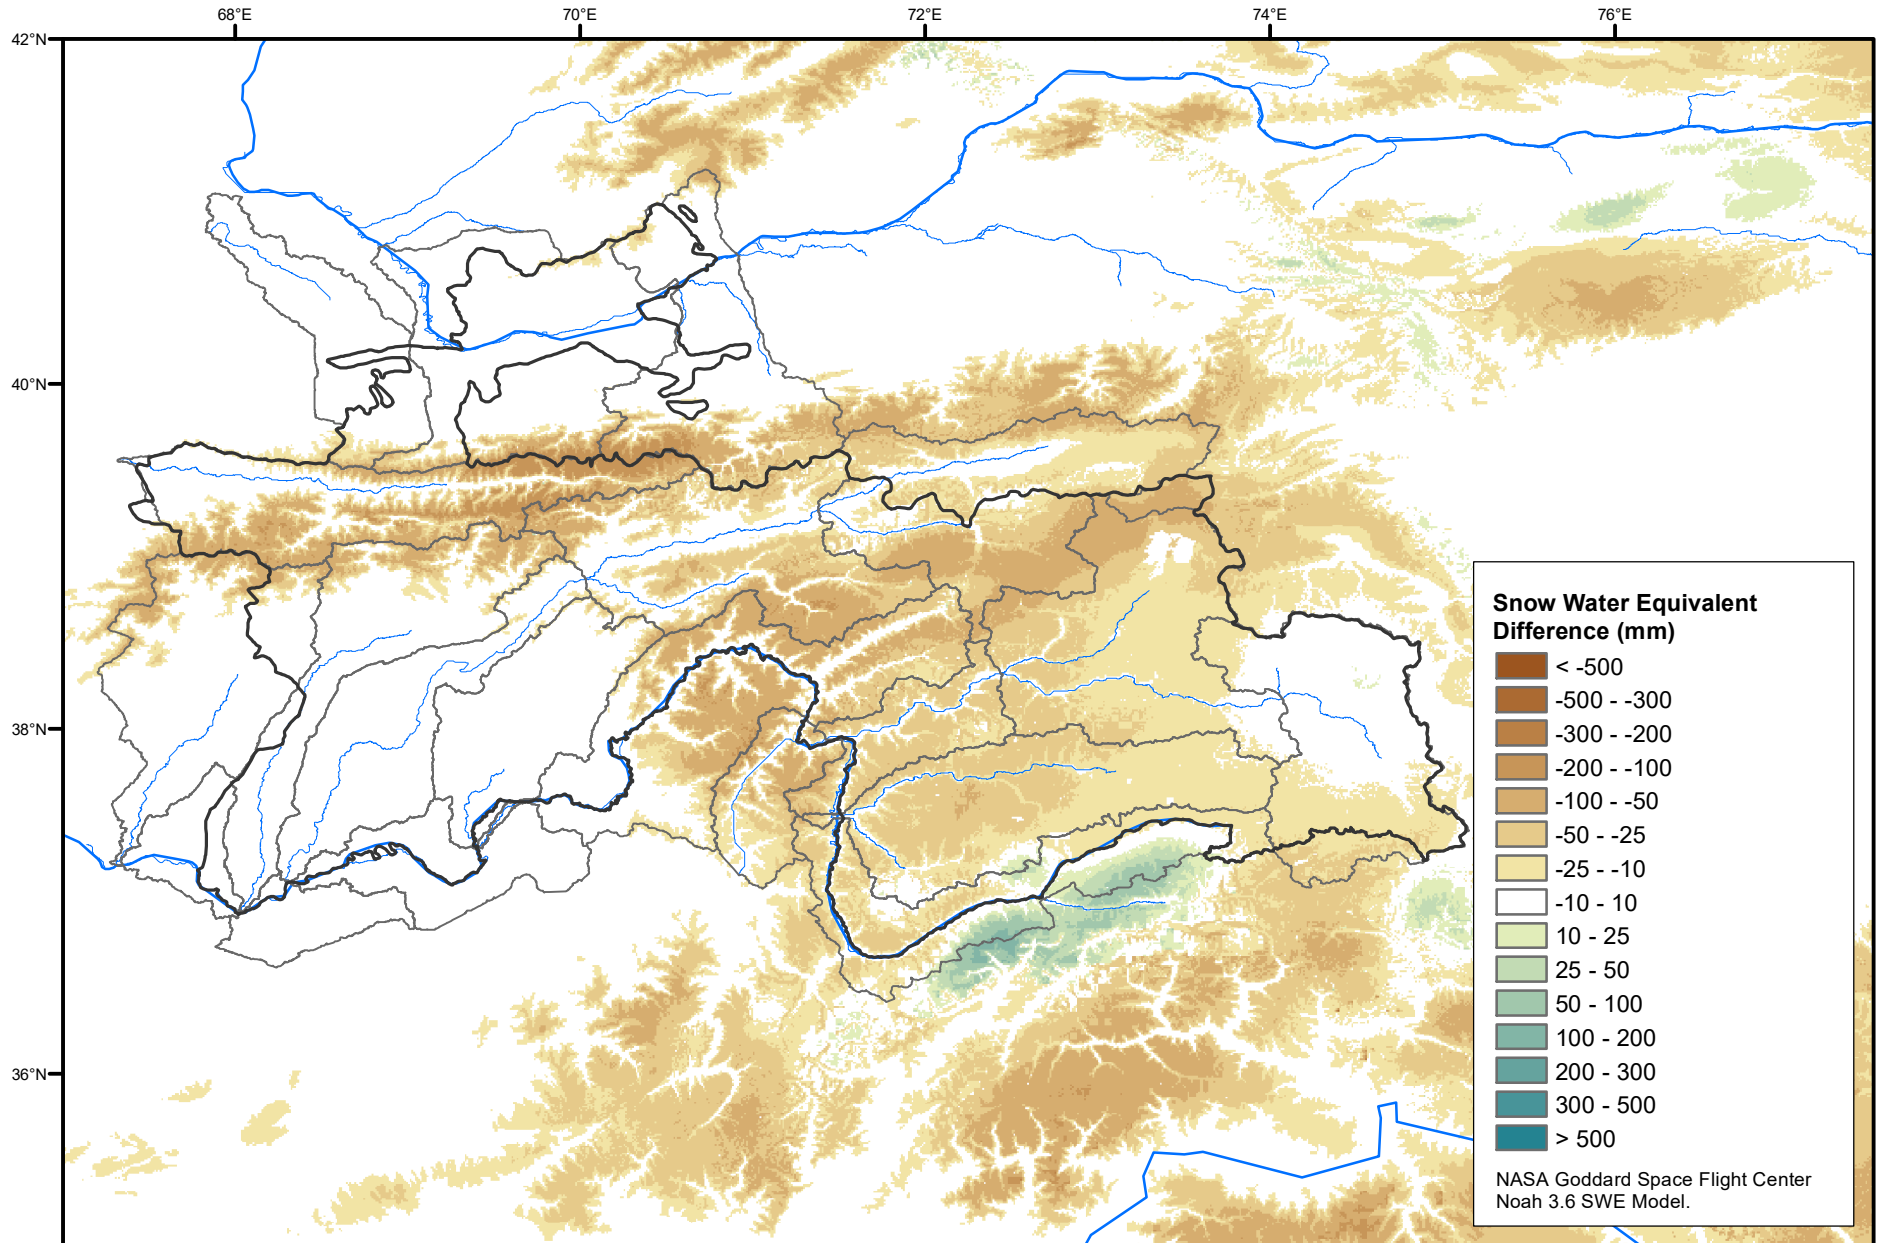 68°E 70°E 72°E 74°E 76°E
42°N
40°N
38°N
36°N
Snow Water Equivalent
Difference (mm)
< -500
-500 - -300
-300 - -200
-200 - -100
-100 - -50
-50 - -25
-25 - -10
-10 - 10
10 - 25
25 - 50
50 - 100
100 - 200
200 - 300
300 - 500
> 500
NASA Goddard Space Flight Center
Noah 3.6 SWE Model.